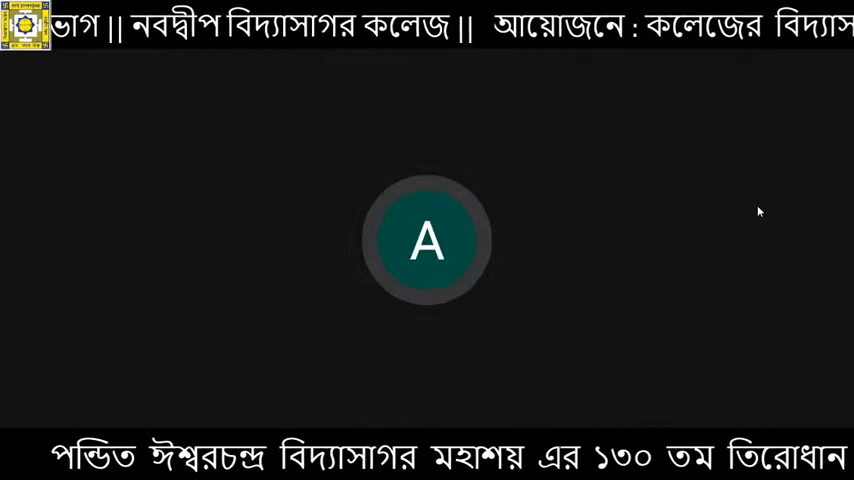 ভাগ || নবদ্বীপ বিদ্যাসাগর কলেজ || আয়োজনে : কলেজের বিদ্যাস
A
পন্ডিত ঈশ্বরচন্দ্র বিদ্যাসাগর মহাশয় এর ১৩০ তম তিরোধান